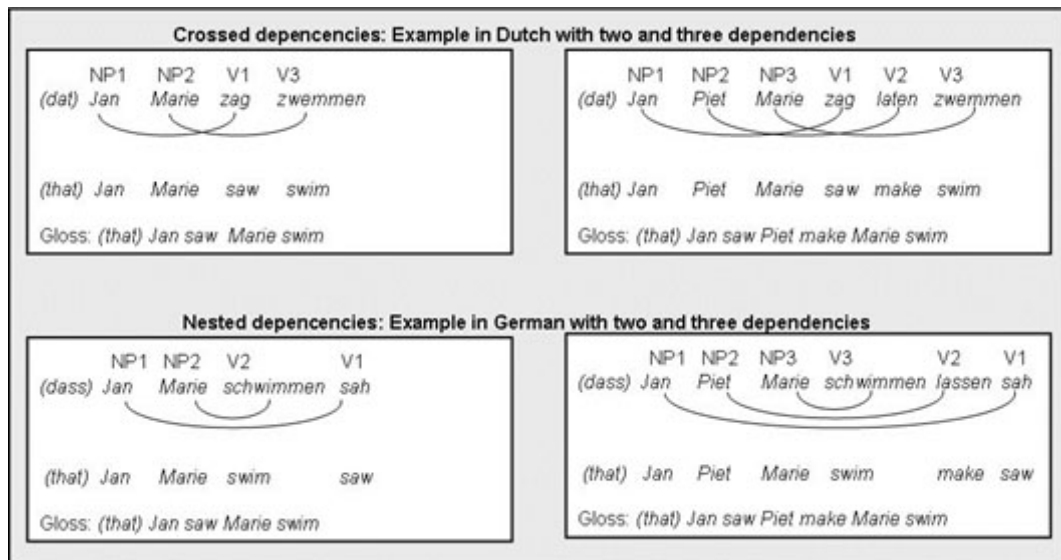 Crossed depencencies: Example in Dutch with two and three dependencies
NP1 NP2 V1 V3
(dat) Jan Marie zag zwemmen
(that) Jan Marie saw swim
Gloss: (that) Jan saw Marie swim
NP1 NP2 NP3 V1 V2 V3
(dat) Jan Piet Marie zag laten zwemmen
(that) Jan Piet Marie saw make swim
Gloss: (that) Jan saw Piet make Marie swim
Nested depencencies: Example in German with two and three dependencies
NP1 NP2 V2 V1
(dass) Jan Marie schwimmen sah
(that) Jan Marie swim saw
Gloss: (that) Jan saw Marie swim
NP1 NP2 NP3 V3 V2 V1
(dass) Jan Piet Marie schwimmen lassen sah
(that) Jan Piet Marie swim make saw
Gloss: (that) Jan saw Piet make Marie swim